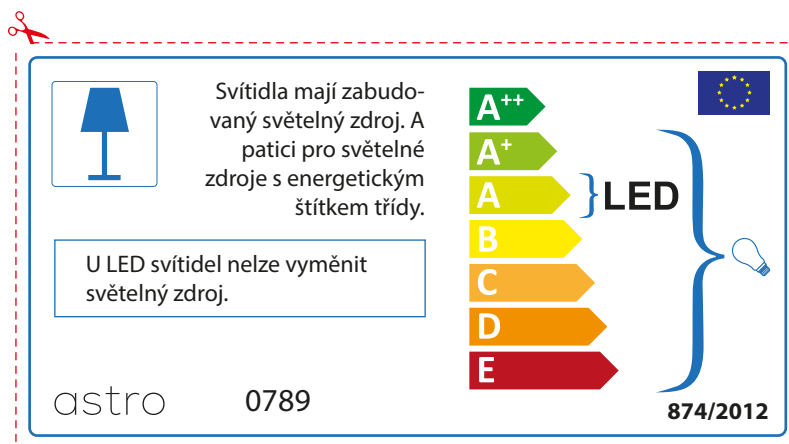 Svítidla mají zabudo-
vaný světelný zdroj. A
patici pro světelné
zdroje s energetickým
štítkem třídy.
U LED svítidel nelze vyměnit
světelný zdroj.
A++
A+
A
LED
B
C
D
E
astro
0789
874/2012